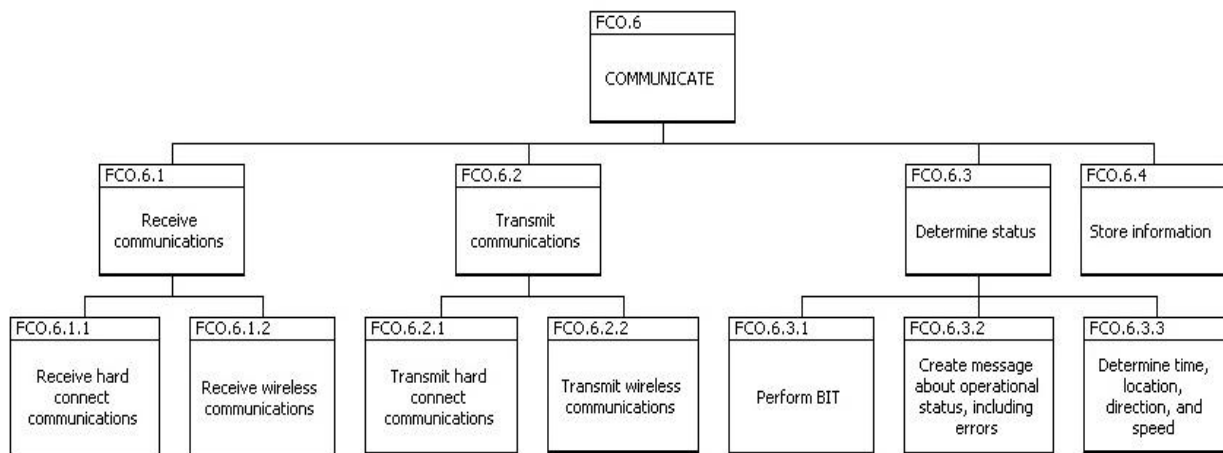 FCO.6
COMMUNICATE
FCO.6.1
Receive
communications
FCO.6.2
Transmit
communications
FCO.6.3
Determine status
FCO.6.4
Store information
FCO.6.1.1
Receive hard
connect
communications
FCO.6.1.2
Receive wireless
communications
FCO.6.2.1
Transmit hard
connect
communications
FCO.6.2.2
Transmit wireless
communications
FCO.6.3.1
Perform BIT
FCO.6.3.2
Create message
about operational
status, including
errors
FCO.6.3.3
Determine time,
location,
direction, and
speed